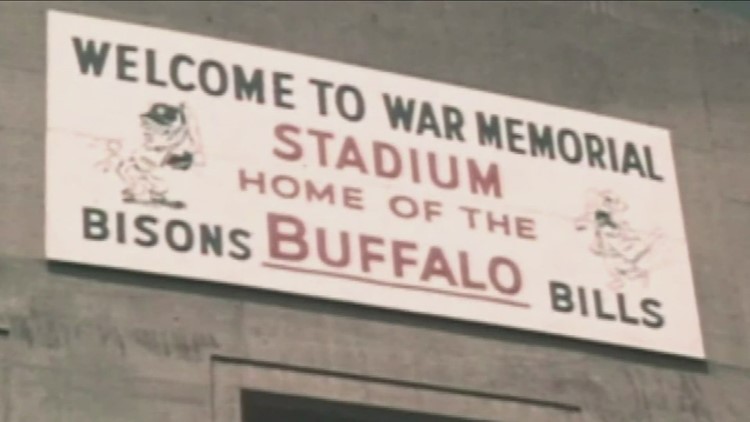 WELCOME TO WAR MEMORIAL
STADIUM
HOME OF THE
BISONS BUFFALO BILLS